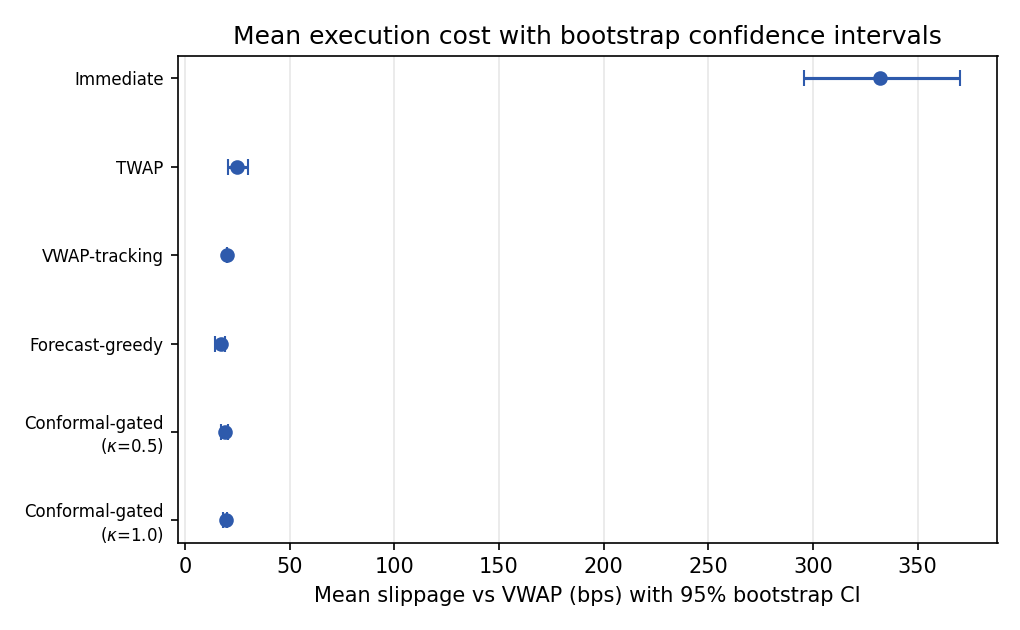 Mean execution cost with bootstrap confidence intervals
Immediate
TWAP
VWAP-tracking
Forecast-greedy
Conformal-gated
(κ=0.5)
Conformal-gated
(κ=1.0)
0 50 100 150 200 250 300 350
Mean slippage vs VWAP (bps) with 95% bootstrap CI